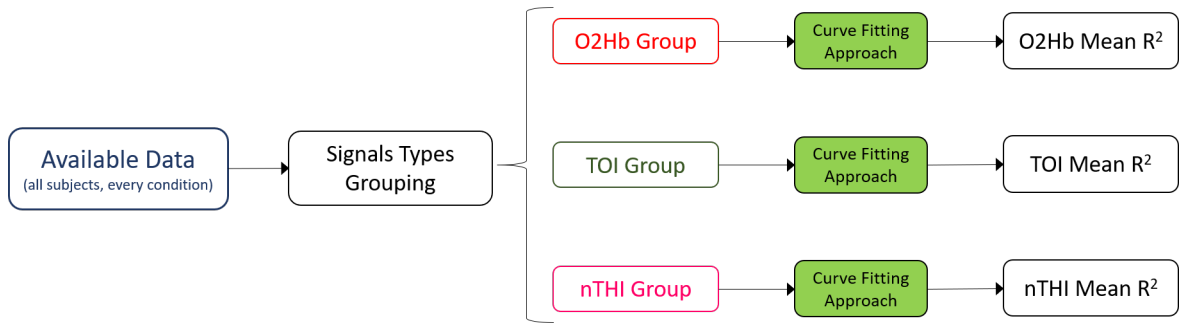 Available Data
(all subjects, every condition)
Signals Types
Grouping
O2Hb Group
Curve Fitting
Approach
O2Hb Mean R²
TOI Group
Curve Fitting
Approach
TOI Mean R²
nTHI Group
Curve Fitting
Approach
nTHI Mean R²